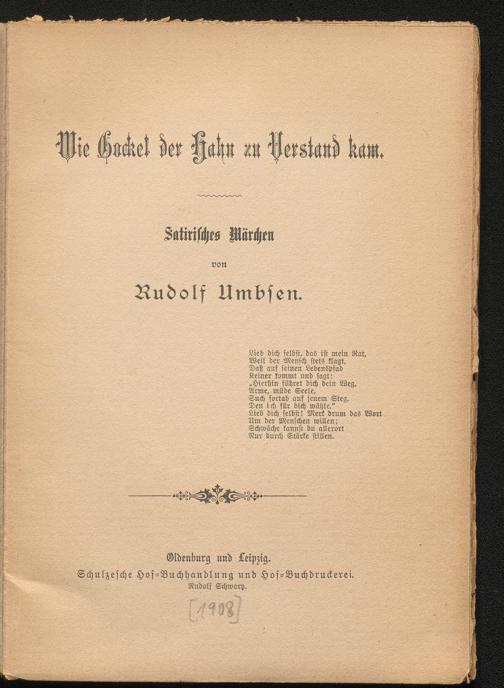 Wie Gockel der Hahn zu Verstand kam.
Satirisches Märchen
von
Rudolf Umbsen.
Lieb dich selbst, das ist mein Rat,
Weil der Mensch stets klagt,
Daß auf seinen Lebenspfad
Keiner kommt und sagt:
„Hierhin führet dich dein Weg,
Arme, müde Seele,
Such fortab auf jenem Steg,
Den ich für dich wähle.“
Lieb dich selbst! Merk drum das Wort
Um der Menschen willen;
Schwäche kannst du allerort
Nur durch Stärke stillen.
Oldenburg und Leipzig.
Schulzesche Hof-Buchhandlung und Hof-Buchdruckerei.
Rudolf Schwartz.
[1908]